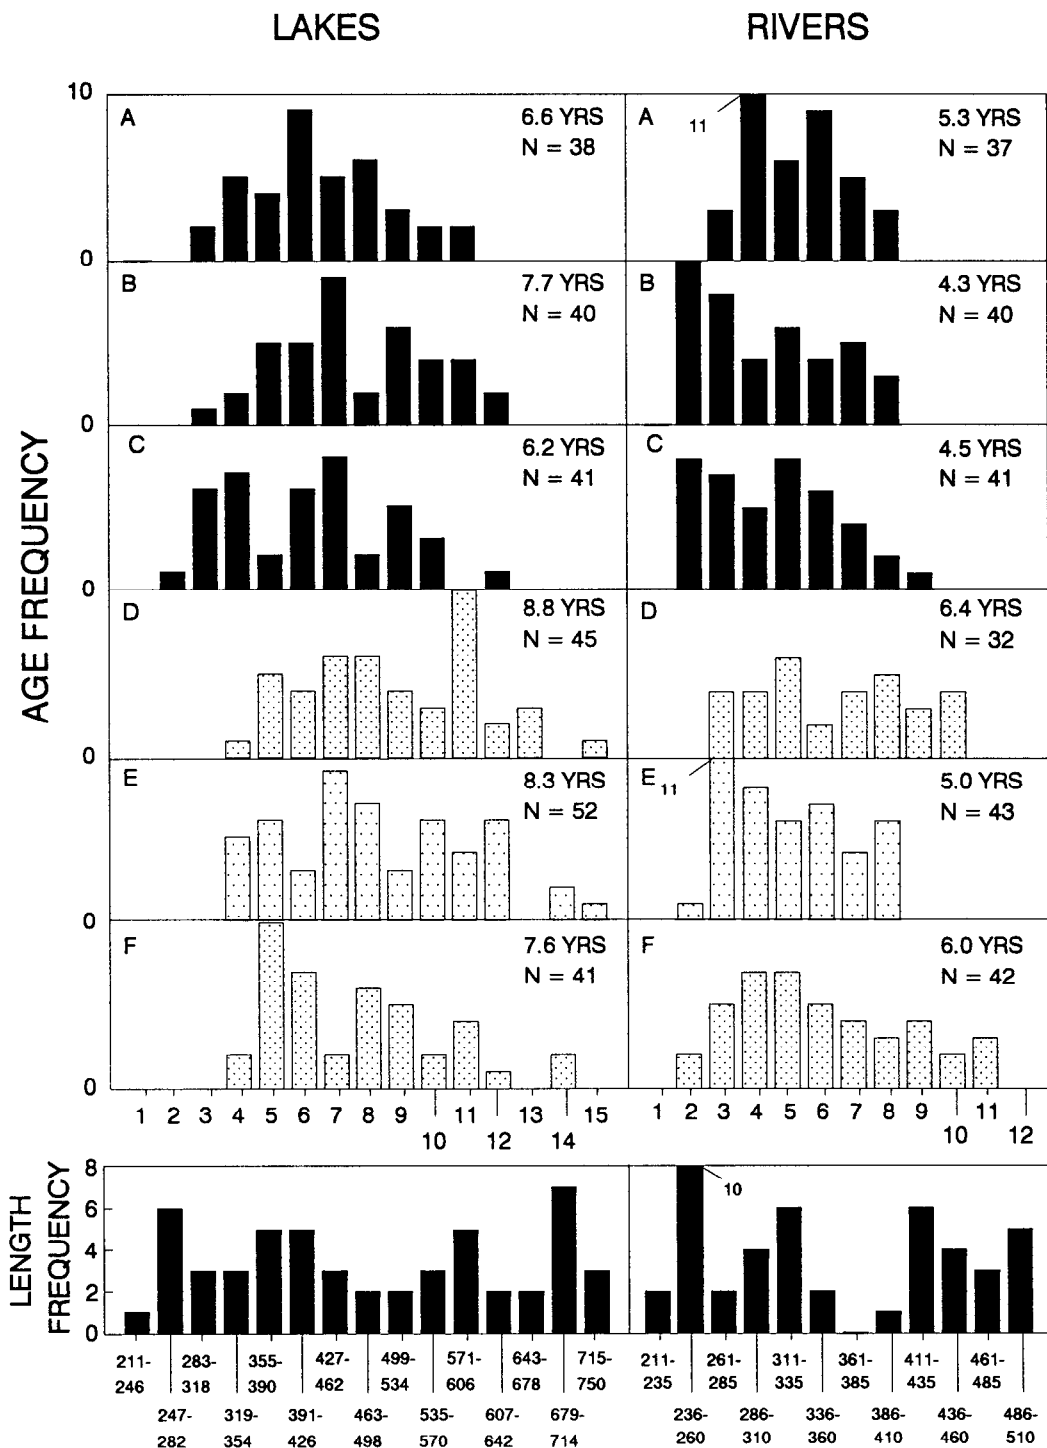 LAKES
RIVERS
AGE FREQUENCY
10
0
A
6.6 YRS
N = 38
A
11
5.3 YRS
N = 37
0
B
7.7 YRS
N = 40
B
4.3 YRS
N = 40
0
C
6.2 YRS
N = 41
C
4.5 YRS
N = 41
0
D
8.8 YRS
N = 45
D
6.4 YRS
N = 32
0
E
8.3 YRS
N = 52
E
11
5.0 YRS
N = 43
0
F
7.6 YRS
N = 41
F
6.0 YRS
N = 42
1 2 3 4 5 6 7 8 9 10 11 12 13 14 15
1 2 3 4 5 6 7 8 9 10 11 12
LENGTH
FREQUENCY
8
6
4
2
0
10
211-
246
247-
282
283-
318
319-
354
355-
390
391-
426
427-
462
463-
498
499-
534
535-
570
571-
606
607-
642
643-
678
679-
714
715-
750
211-
235
236-
260
261-
285
286-
310
311-
335
336-
360
361-
385
386-
410
411-
435
436-
460
461-
485
486-
510